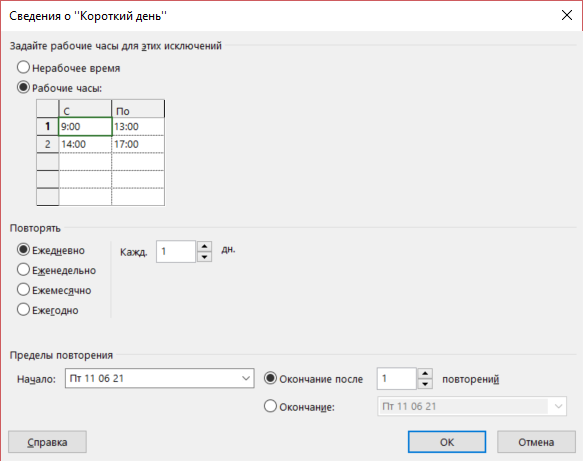 Сведения о "Короткий день"
Задайте рабочие часы для этих исключений
Нерабочее время
Рабочие часы:
С По
1 9:00 13:00
2 14:00 17:00
Повторять
Ежедневно Кажд. 1 дн.
Еженедельно
Ежемесячно
Ежегодно
Пределы повторения
Начало: Пт 11 06 21 Окончание после 1 повторений
Окончание: Пт 11 06 21
Справка ОК Отмена